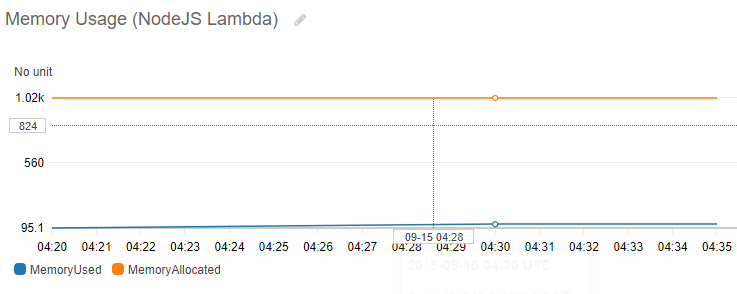 Memory Usage (NodeJS Lambda)
No unit
1.02k
824
560
95.1
04:20 04:21 04:22 04:23 04:24 04:25 04:26 04:27 04:28 04:29 04:30 04:31 04:32 04:33 04:34 04:35
09-15 04:28
2019-09-15 04:30 UTC
MemoryUsed MemoryAllocated